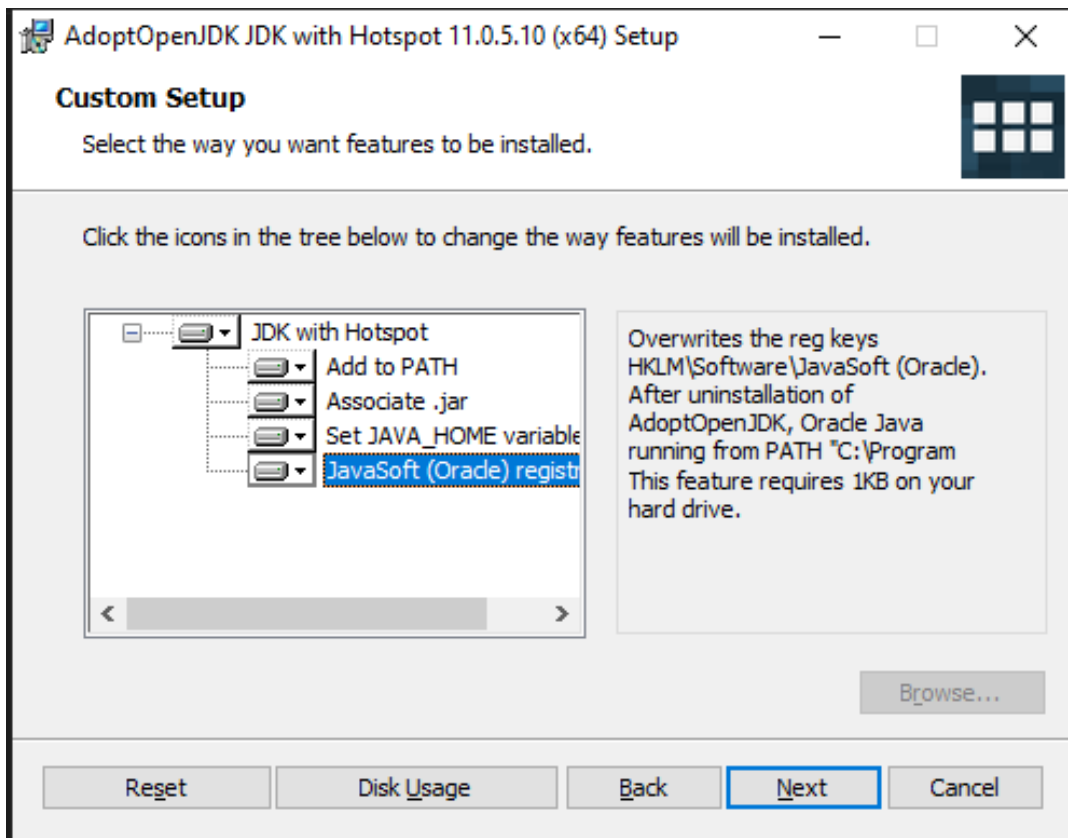 AdoptOpenJDK JDK with Hotspot 11.0.5.10 (x64) Setup
Custom Setup
Select the way you want features to be installed.
Click the icons in the tree below to change the way features will be installed.
JDK with Hotspot
Add to PATH
Associate .jar
Set JAVA_HOME variable
JavaSoft (Oracle) registr
Overwrites the reg keys
HKLM\Software\JavaSoft (Oracle).
After uninstallation of
AdoptOpenJDK, Oracle Java
running from PATH "C:\Program
This feature requires 1KB on your
hard drive.
Browse...
Reset
Disk Usage
Back
Next
Cancel